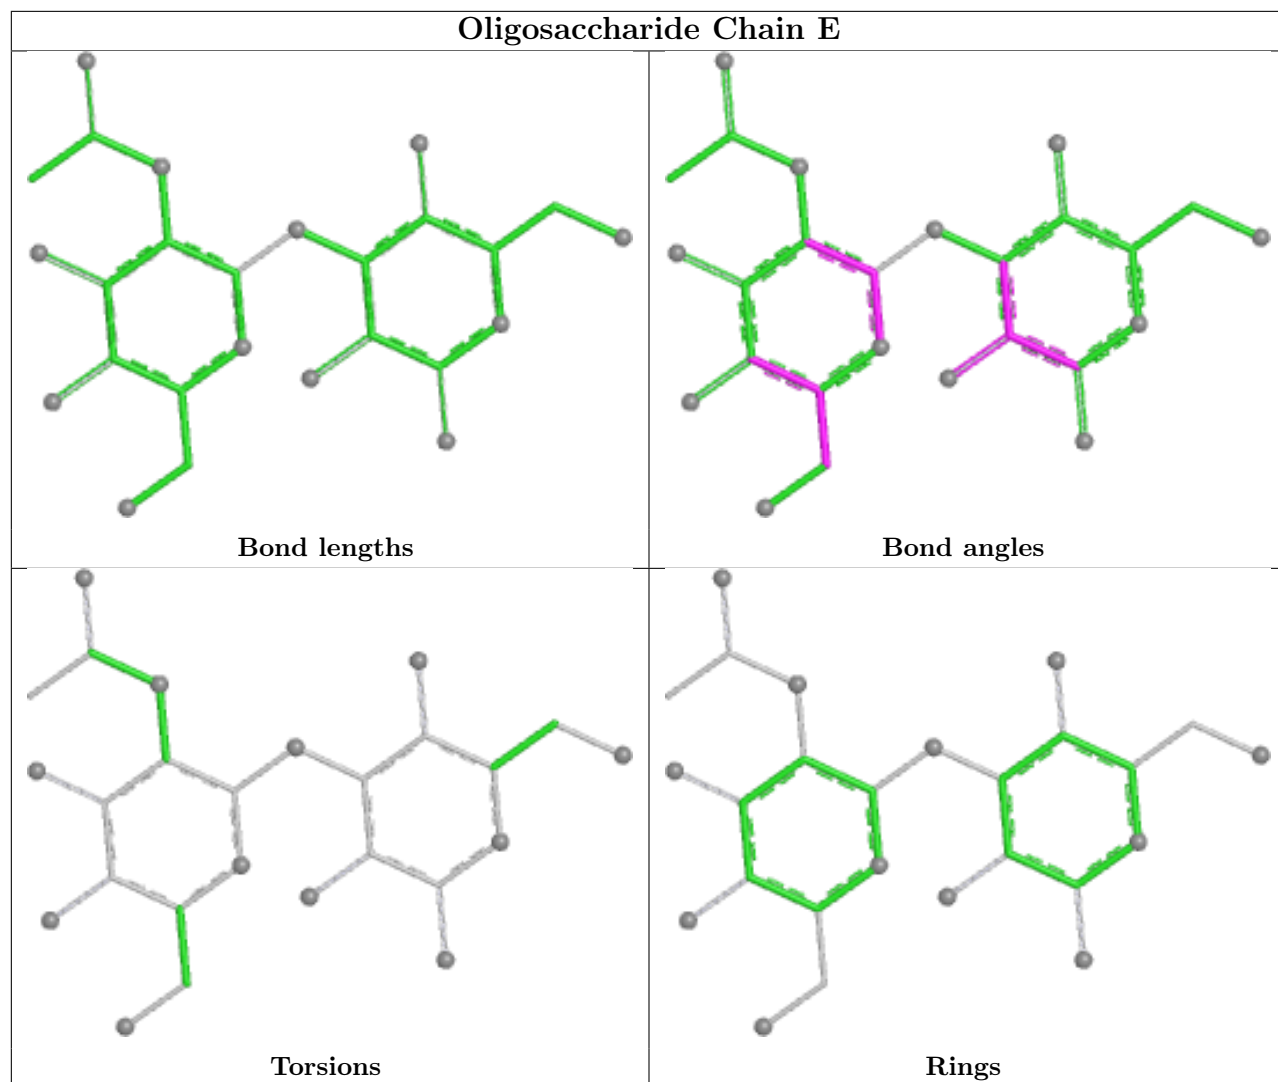 Oligosaccharide Chain E
Bond lengths
Bond angles
Torsions
Rings